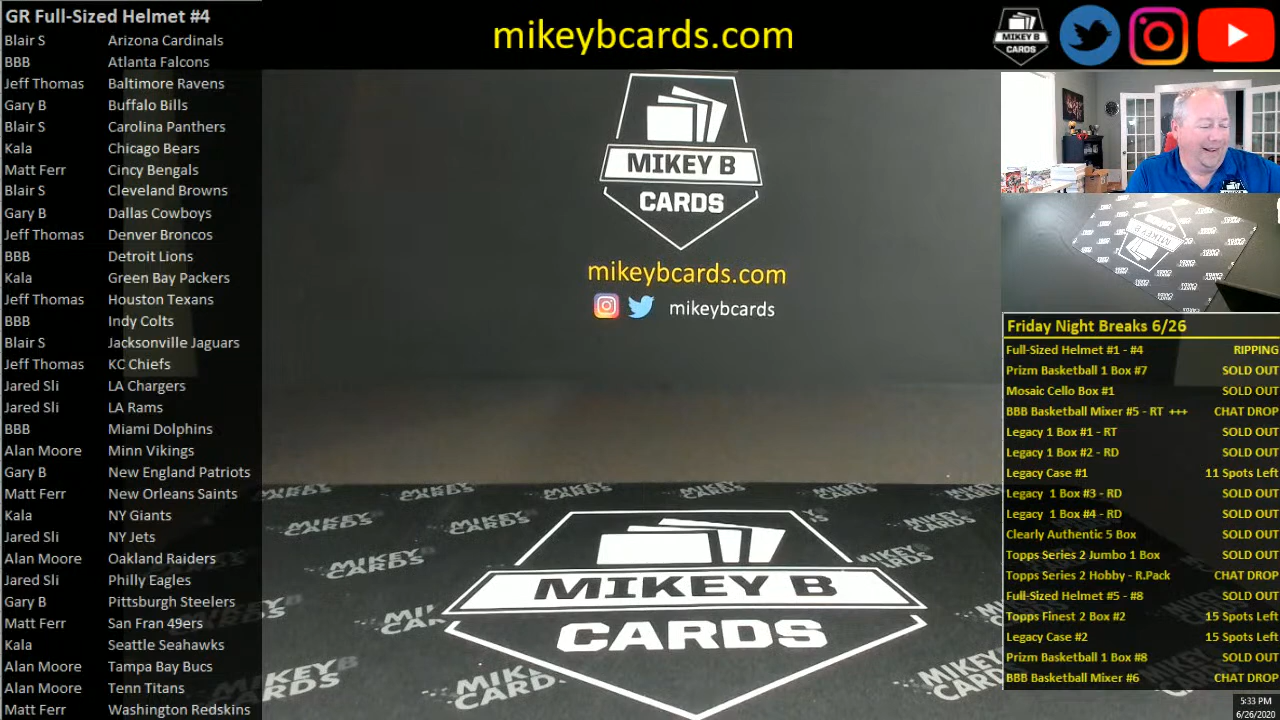 GR Full-Sized Helmet #4
Blair S Arizona Cardinals
BBB Atlanta Falcons
Jeff Thomas Baltimore Ravens
Gary B Buffalo Bills
Blair S Carolina Panthers
Kala Chicago Bears
Matt Ferr Cincy Bengals
Blair S Cleveland Browns
Gary B Dallas Cowboys
Jeff Thomas Denver Broncos
BBB Detroit Lions
Kala Green Bay Packers
Jeff Thomas Houston Texans
BBB Indy Colts
Blair S Jacksonville Jaguars
Jeff Thomas KC Chiefs
Jared Sli LA Chargers
Jared Sli LA Rams
BBB Miami Dolphins
Alan Moore Minn Vikings
Gary B New England Patriots
Matt Ferr New Orleans Saints
Kala NY Giants
Jared Sli NY Jets
Alan Moore Oakland Raiders
Jared Sli Philly Eagles
Gary B Pittsburgh Steelers
Matt Ferr San Fran 49ers
Kala Seattle Seahawks
Alan Moore Tampa Bay Bucs
Alan Moore Tenn Titans
Matt Ferr Washington Redskins
mikeybcards.com
MIKEY B
CARDS
MIKEY B
CARDS
mikeybcards.com
mikeybcards
MIKEY B
CARDS
Friday Night Breaks 6/26
Full-Sized Helmet #1 - #4 RIPPING
Prizm Basketball 1 Box #7 SOLD OUT
Mosaic Cello Box #1 SOLD OUT
BBB Basketball Mixer #5 - RT +++ CHAT DROP
Legacy 1 Box #1 - RT SOLD OUT
Legacy 1 Box #2 - RD SOLD OUT
Legacy Case #1 11 Spots Left
Legacy 1 Box #3 - RD SOLD OUT
Legacy 1 Box #4 - RD SOLD OUT
Clearly Authentic 5 Box SOLD OUT
Topps Series 2 Jumbo 1 Box SOLD OUT
Topps Series 2 Hobby - R.Pack CHAT DROP
Full-Sized Helmet #5 - #8 SOLD OUT
Topps Finest 2 Box #2 15 Spots Left
Legacy Case #2 15 Spots Left
Prizm Basketball 1 Box #8 SOLD OUT
BBB Basketball Mixer #6 CHAT DROP
5:33 PM
6/26/2020